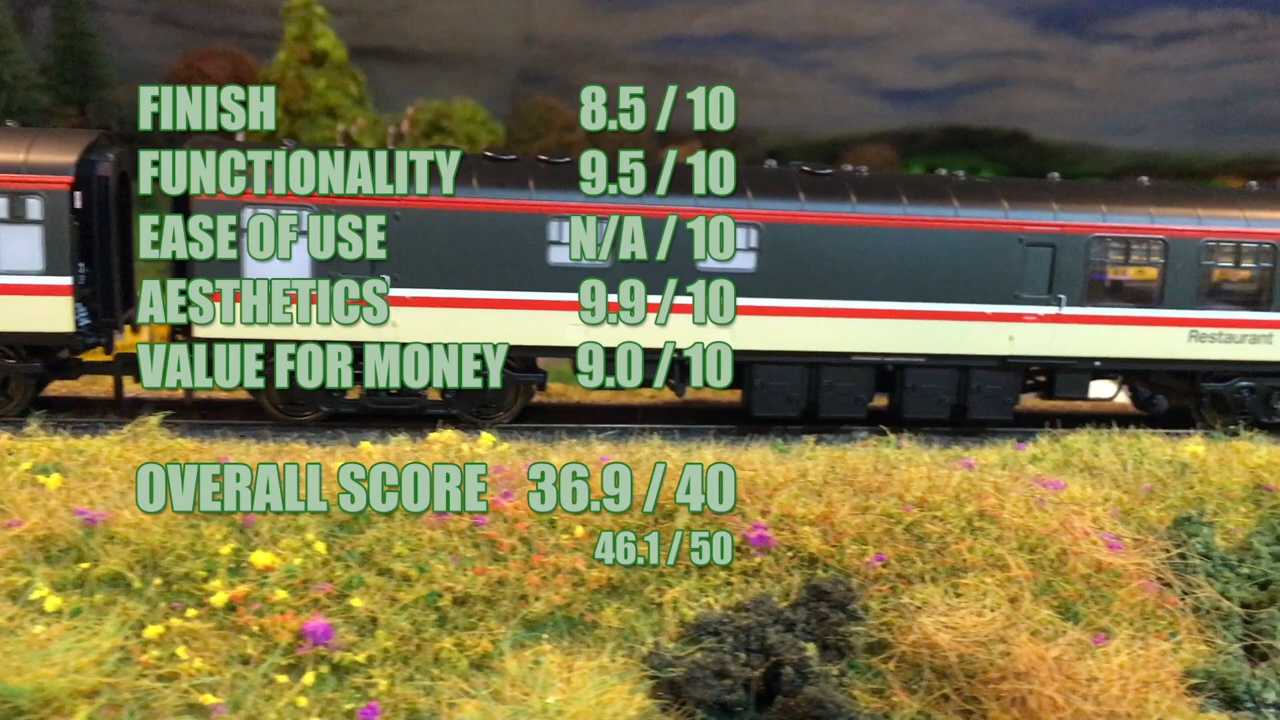 FINISH 8.5 / 10
FUNCTIONALITY 9.5 / 10
EASE OF USE N/A / 10
AESTHETICS 9.9 / 10
VALUE FOR MONEY 9.0 / 10
Restaurant
OVERALL SCORE 36.9 / 40
46.1 / 50